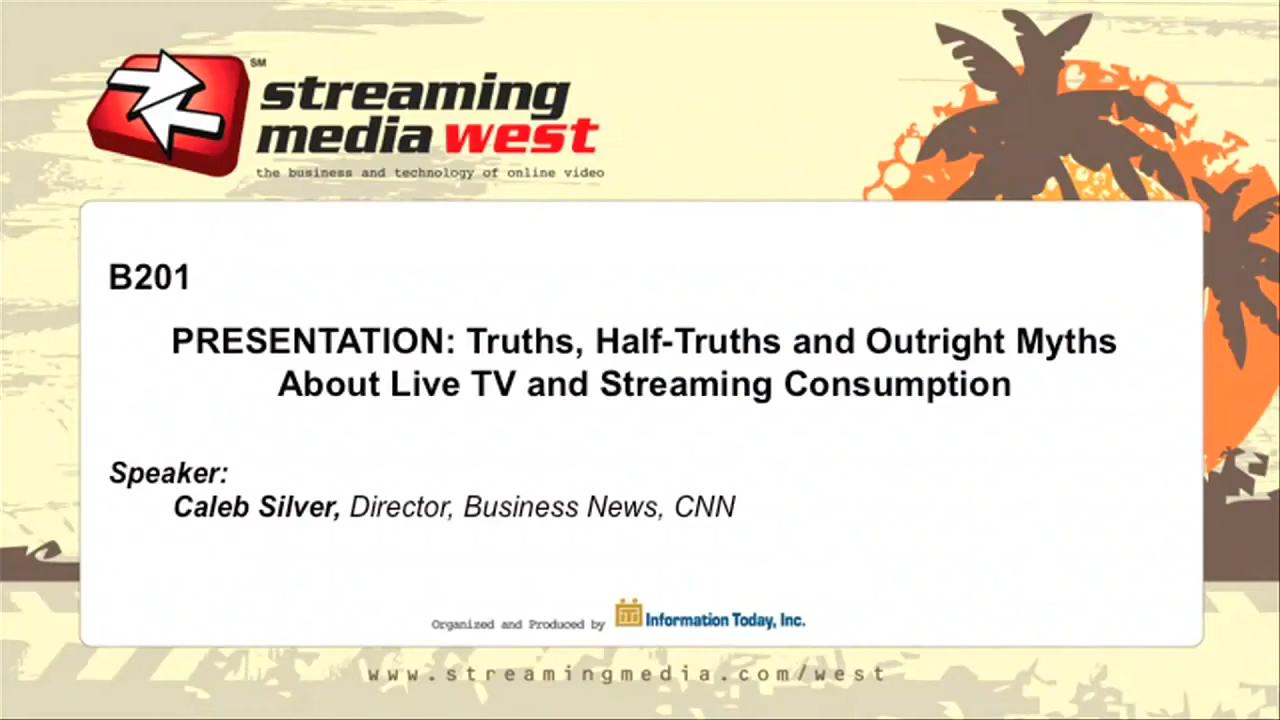 SM
streaming
media west
the business and technology of online video
B201
PRESENTATION: Truths, Half-Truths and Outright Myths
About Live TV and Streaming Consumption
Speaker:
Caleb Silver, Director, Business News, CNN
Organized and Produced by Information Today, Inc.
www.streamingmedia.com/west